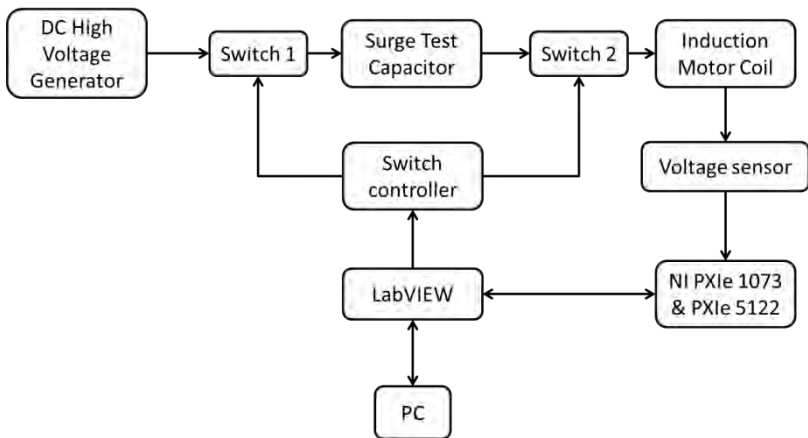 DC High
Voltage
Generator
Switch 1
Surge Test
Capacitor
Switch 2
Induction
Motor Coil
Switch
controller
Voltage sensor
LabVIEW
NI PXIe 1073
& PXIe 5122
PC